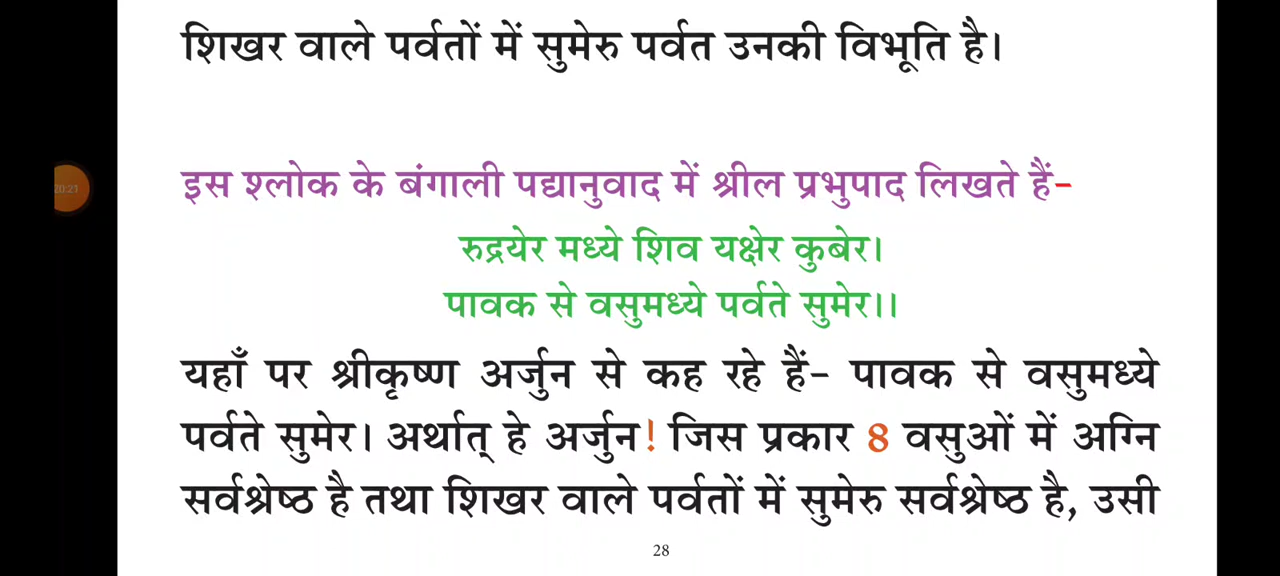 शिखर वाले पर्वतों में सुमेरु पर्वत उनकी विभूति है।
20:21
इस श्लोक के बंगाली पद्यानुवाद में श्रील प्रभुपाद लिखते हैं-
रुद्रयेर मध्ये शिव यक्षेर कुबेर।
पावक से वसुमध्ये पर्वते सुमेर।।
यहाँ पर श्रीकृष्ण अर्जुन से कह रहे हैं- पावक से वसुमध्ये
पर्वते सुमेर। अर्थात् हे अर्जुन! जिस प्रकार 8 वसुओं में अग्नि
सर्वश्रेष्ठ है तथा शिखर वाले पर्वतों में सुमेरु सर्वश्रेष्ठ है, उसी
28